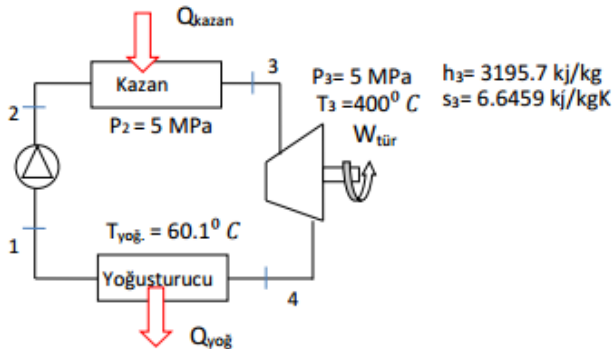 Qkazan
3
P3= 5 MPa
h3= 3195.7 kj/kg
Kazan
T3 =400⁰ C
s3= 6.6459 kj/kgK
2
P2 = 5 MPa
Wtür
Tyoğ. = 60.1⁰ C
1
Yoğuşturucu
4
Qyoğ